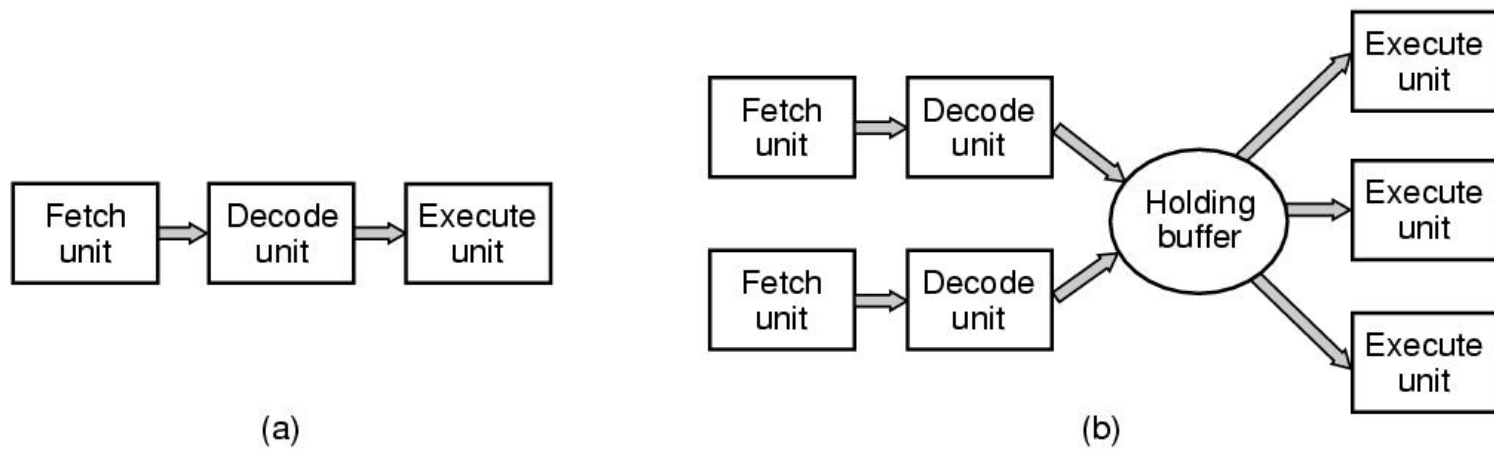 Fetch
unit
Decode
unit
Execute
unit
(a)
Fetch
unit
Decode
unit
Fetch
unit
Decode
unit
Holding
buffer
Execute
unit
Execute
unit
Execute
unit
(b)